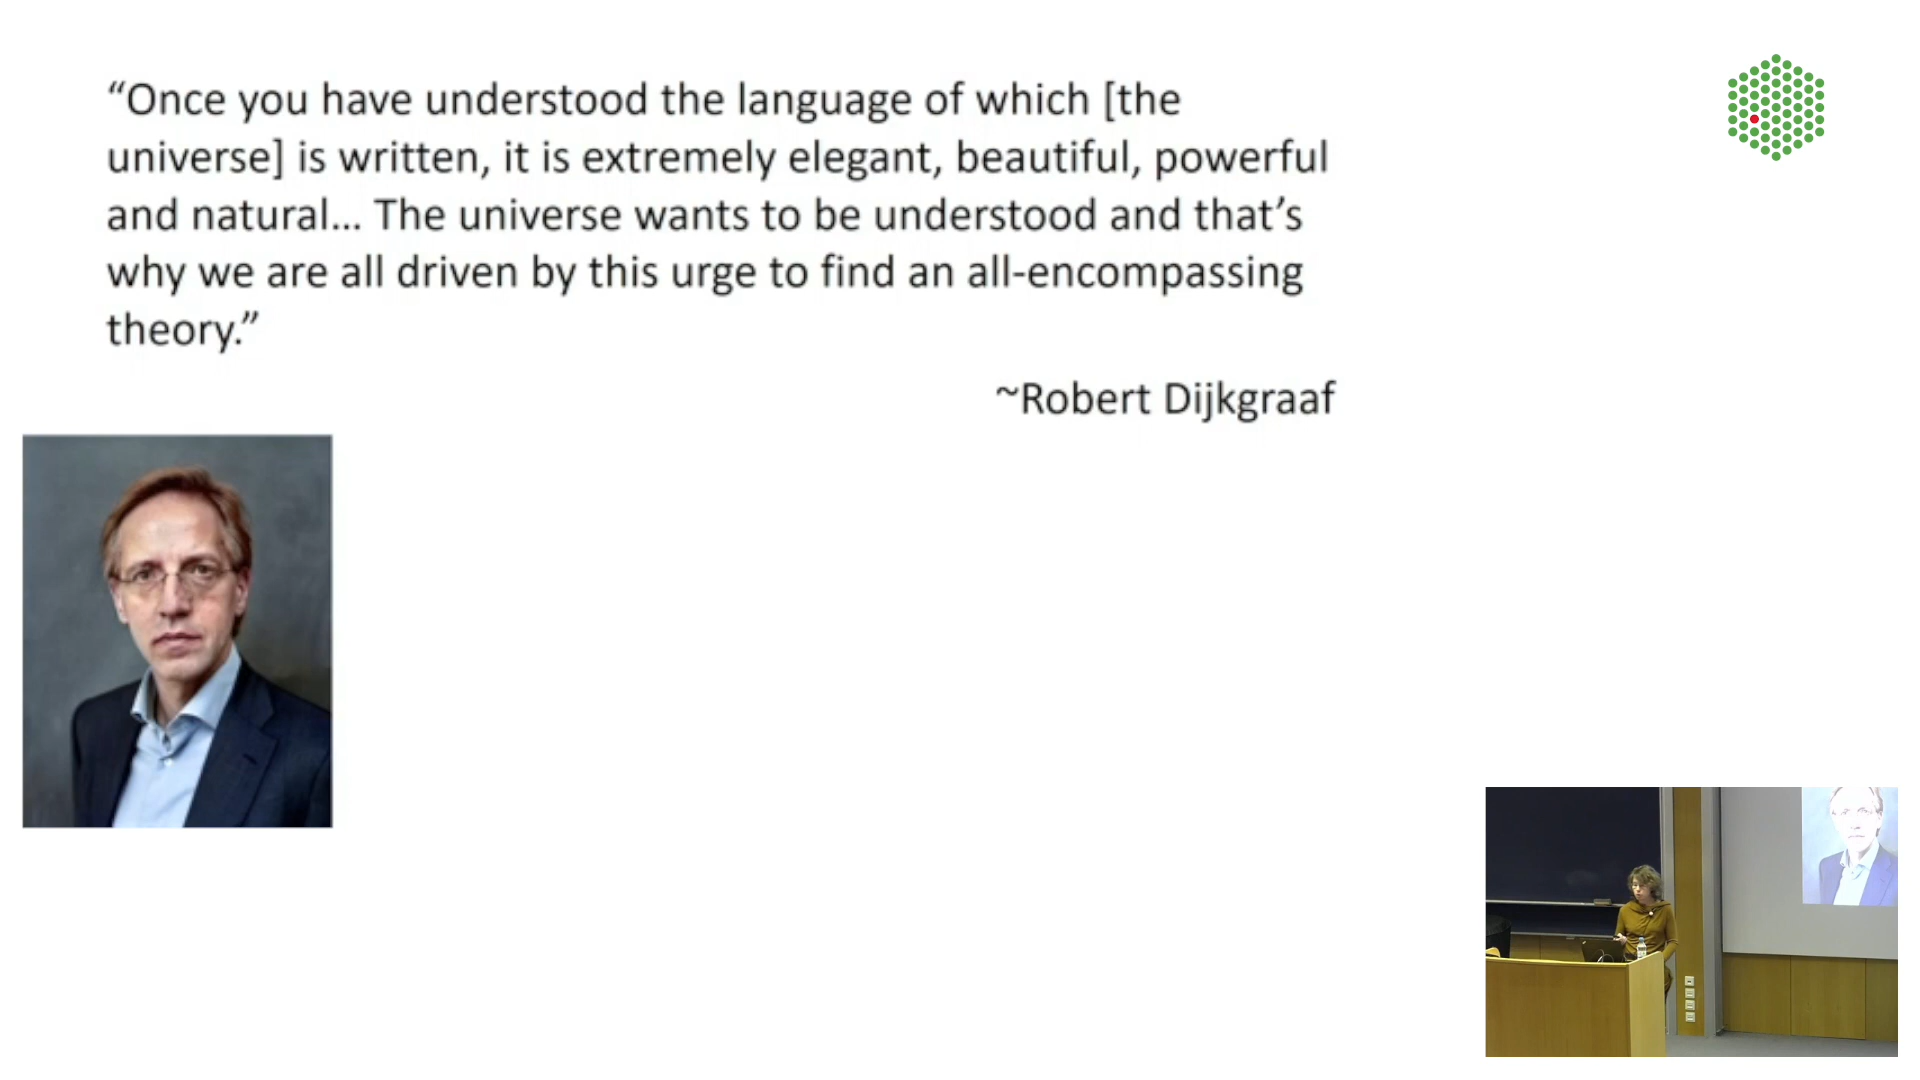 “Once you have understood the language of which [the
universe] is written, it is extremely elegant, beautiful, powerful
and natural... The universe wants to be understood and that’s
why we are all driven by this urge to find an all-encompassing
theory.”
~Robert Dijkgraaf